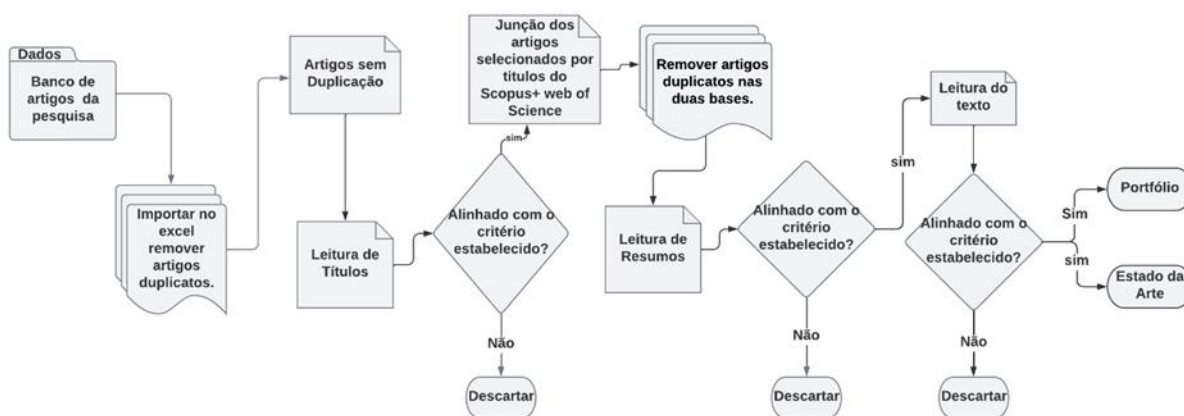 Dados
Banco de
artigos da
pesquisa
Importar no
excel
remover
artigos
duplicatos.
Artigos sem
Duplicação
Leitura de
Títulos
Alinhado com o
critério
estabelecido?
sim
Não
Descartar
Junção dos
artigos
selecionados por
titulos do
Scopus+ web of
Science
Remover artigos
duplicatos nas
duas bases.
Leitura de
Resumos
Alinhado com o
critério
estabelecido?
sim
Não
Descartar
Leitura do
texto
Alinhado com o
critério
estabelecido?
Sim
sim
Não
Descartar
Portfólio
Estado da
Arte